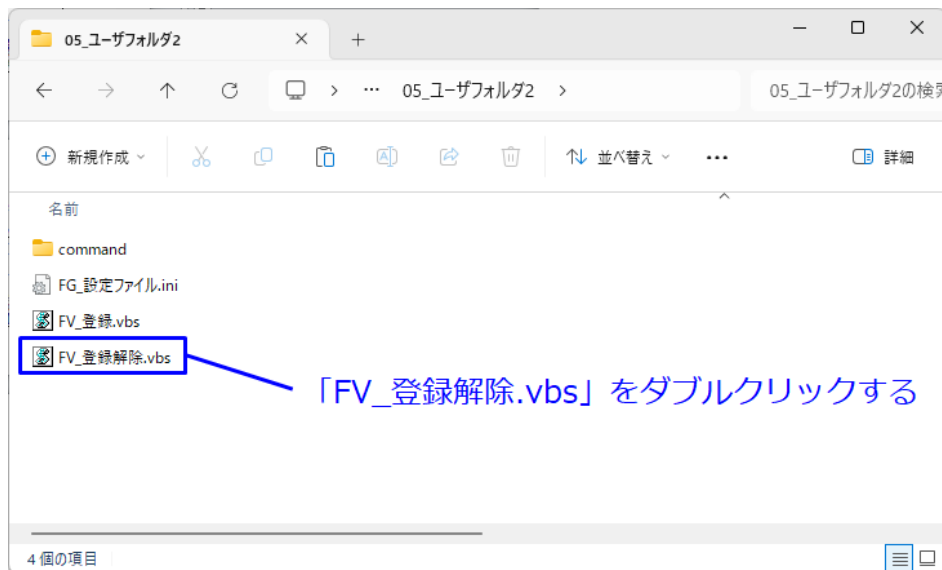 05_ユーザフォルダ2
05_ユーザフォルダ2
05_ユーザフォルダ2の検索
新規作成
並べ替え
詳細
名前
command
FG_設定ファイル.ini
FV_登録.vbs
FV_登録解除.vbs
「FV_登録解除.vbs」をダブルクリックする
4 個の項目